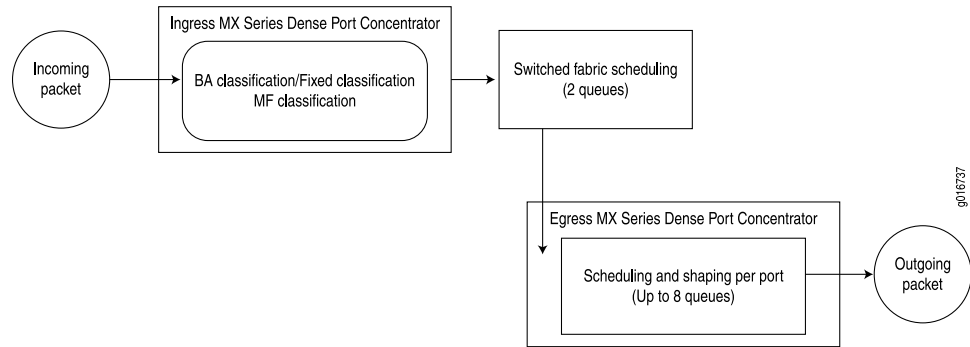 Ingress MX Series Dense Port Concentrator
Incoming
packet
BA classification/Fixed classification
MF classification
Switched fabric scheduling
(2 queues)
g016737
Egress MX Series Dense Port Concentrator
Scheduling and shaping per port
(Up to 8 queues)
Outgoing
packet